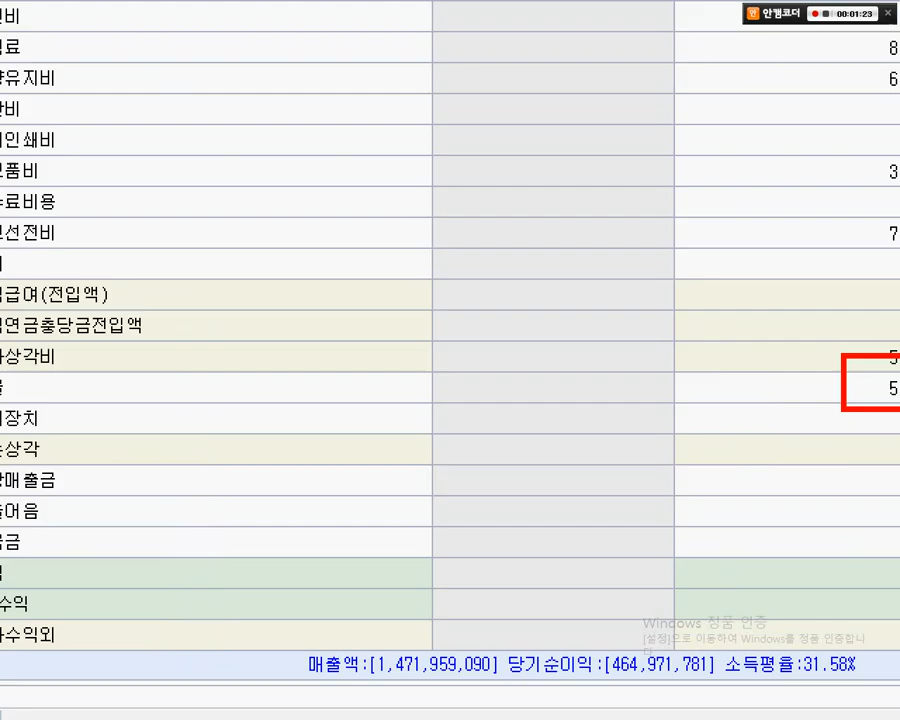 안캠코더 00:01:23
비
료 8
유지비 6
비
인쇄비
품비 3
료비용
선전비 7
급여(전입액)
연금충당금전입액
상각비 5
5
장치
상각
매출금
어음
금
수익
수익외
Windows 정품 인증
[설정]으로 이동하여 Windows를 정품 인증합니다
매출액:[1,471,959,090] 당기순이익:[464,971,781] 소득평율:31.58%